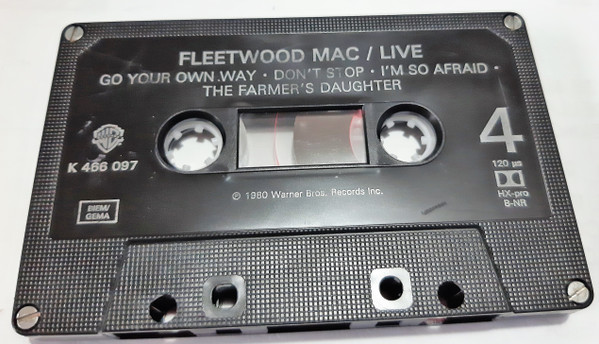 FLEETWOOD MAC / LIVE
GO YOUR OWN WAY · DON'T STOP · I'M SO AFRAID ·
THE FARMER'S DAUGHTER
4
K 466 097
120 µs
HX-pro
B-NR
BIEM/
GEMA
℗ 1980 Warner Bros. Records Inc.